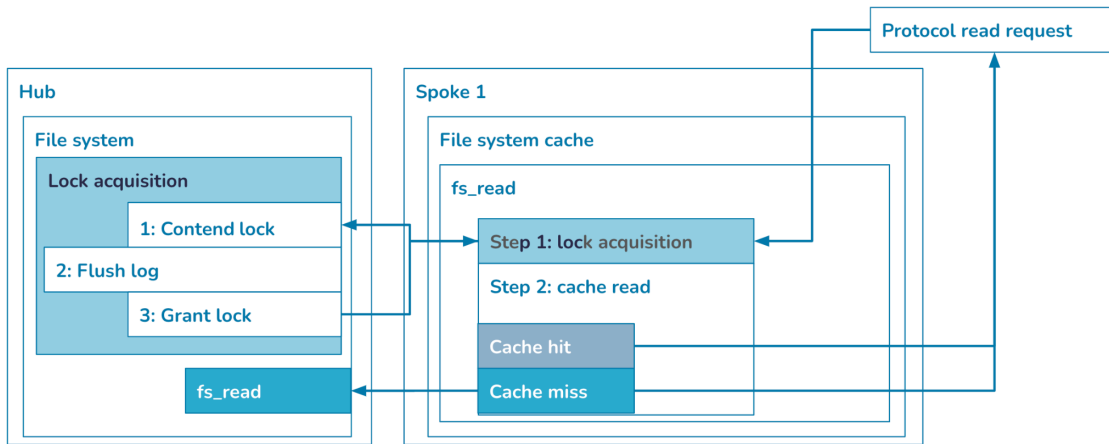 Protocol read request
Hub
File system
Lock acquisition
1: Contend lock
2: Flush log
3: Grant lock
fs_read
Spoke 1
File system cache
fs_read
Step 1: lock acquisition
Step 2: cache read
Cache hit
Cache miss